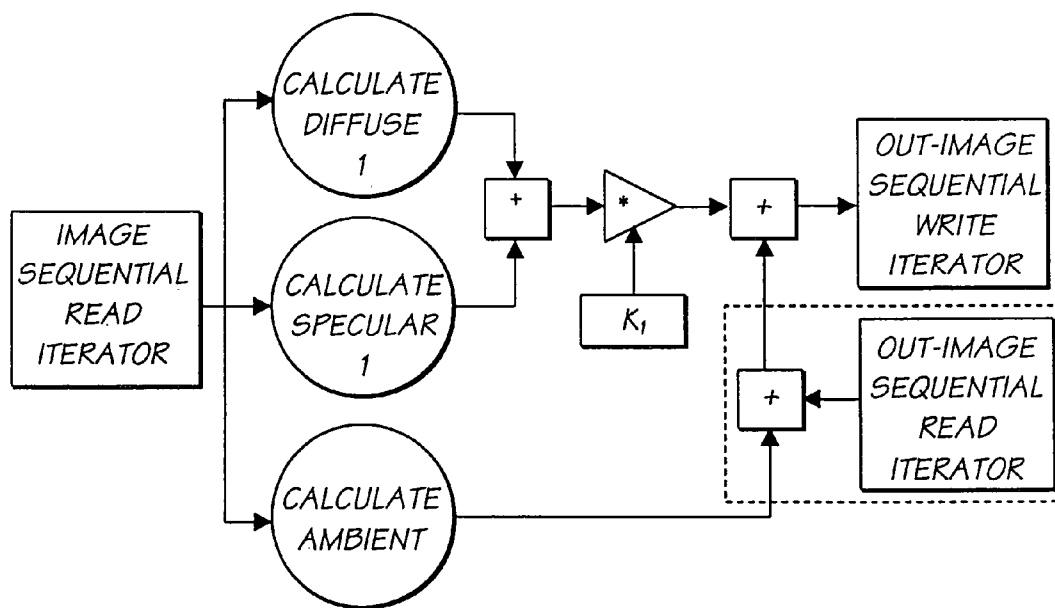 IMAGE
SEQUENTIAL
READ
ITERATOR
CALCULATE
DIFFUSE
1
CALCULATE
SPECULAR
1
CALCULATE
AMBIENT
+
*
K1
+
OUT-IMAGE
SEQUENTIAL
WRITE
ITERATOR
+
OUT-IMAGE
SEQUENTIAL
READ
ITERATOR